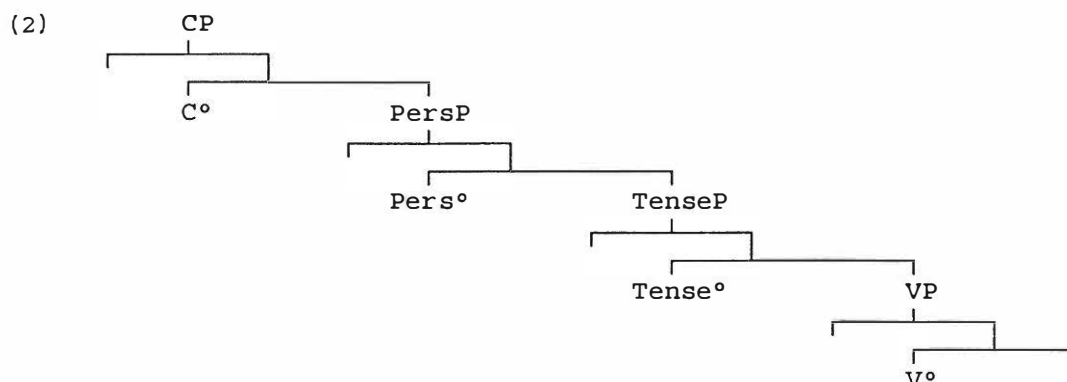 (2) CP
C° PersP
Pers° TenseP
Tense° VP
V°